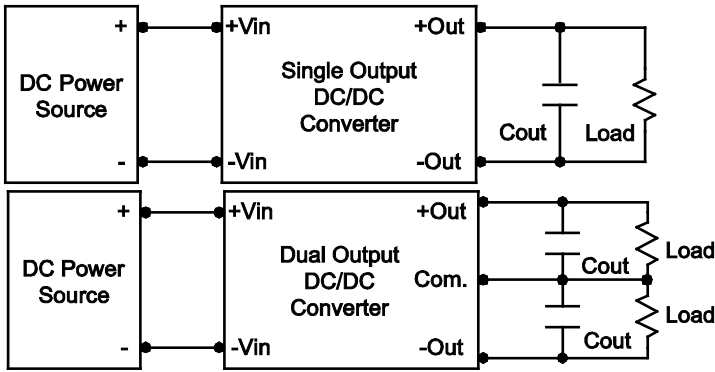 +
+Vin
+Out
DC Power
Source
Single Output
DC/DC
Converter
Cout
Load
-
-Vin
-Out
+
+Vin
+Out
DC Power
Source
Dual Output
DC/DC
Converter
Com.
Cout
Load
Cout
Load
-
-Vin
-Out